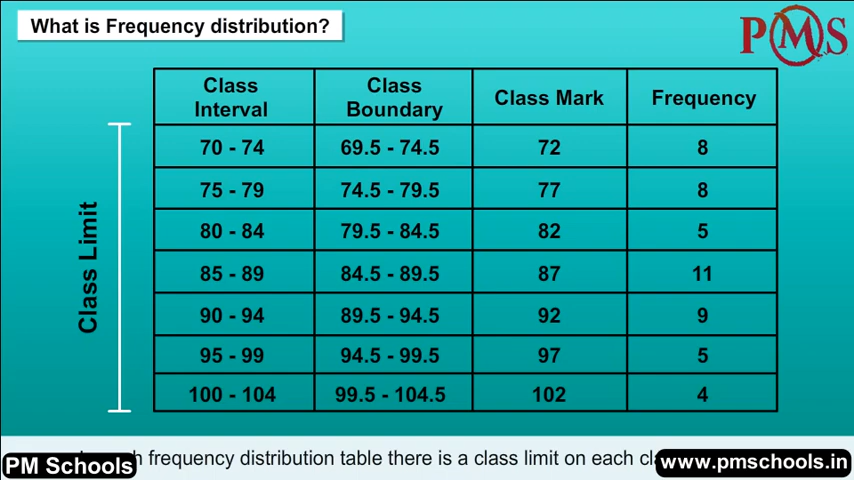 What is Frequency distribution?
PMS
Class Interval Class Boundary Class Mark Frequency
70 - 74 69.5 - 74.5 72 8
75 - 79 74.5 - 79.5 77 8
80 - 84 79.5 - 84.5 82 5
85 - 89 84.5 - 89.5 87 11
90 - 94 89.5 - 94.5 92 9
95 - 99 94.5 - 99.5 97 5
100 - 104 99.5 - 104.5 102 4
Class Limit
frequency distribution table there is a class limit on each
PM Schools
www.pmschools.in